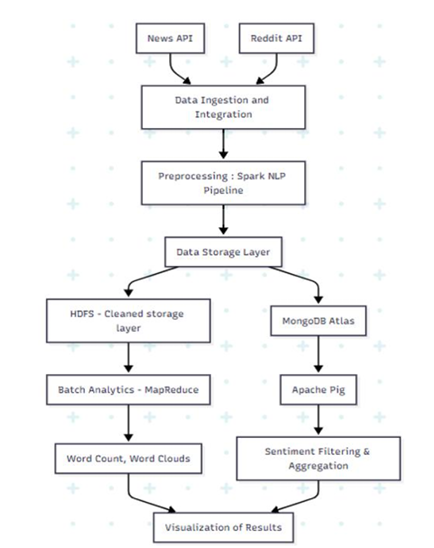 News API
Reddit API
Data Ingestion and
Integration
Preprocessing : Spark NLP
Pipeline
Data Storage Layer
HDFS - Cleaned storage
layer
MongoDB Atlas
Batch Analytics - MapReduce
Apache Pig
Word Count, Word Clouds
Sentiment Filtering &
Aggregation
Visualization of Results